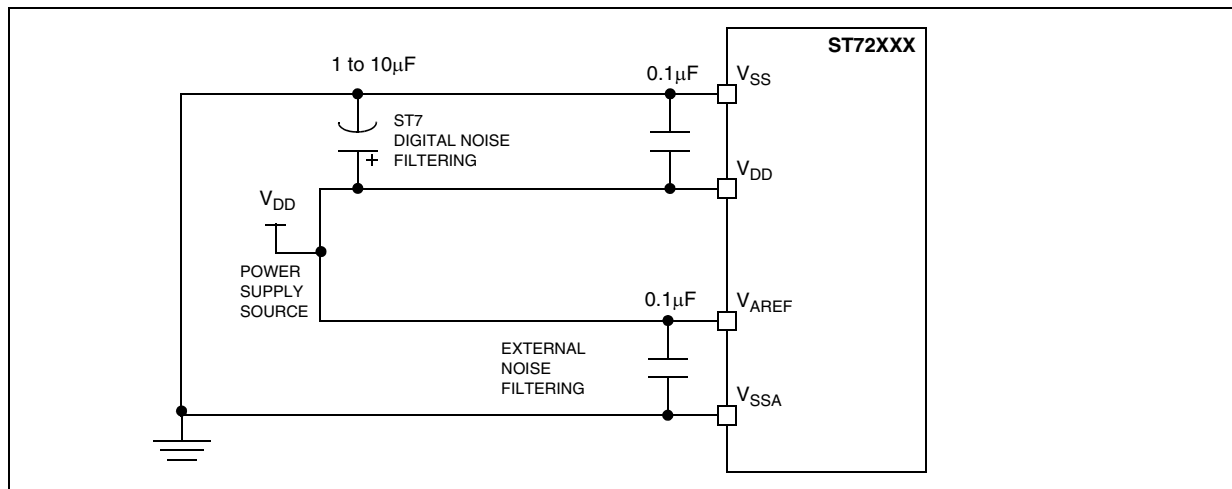 ST72XXX
1 to 10μF
0.1μF
VSS
ST7
DIGITAL NOISE
FILTERING
+
VDD
VDD
POWER
SUPPLY
SOURCE
0.1μF
VAREF
EXTERNAL
NOISE
FILTERING
VSSA